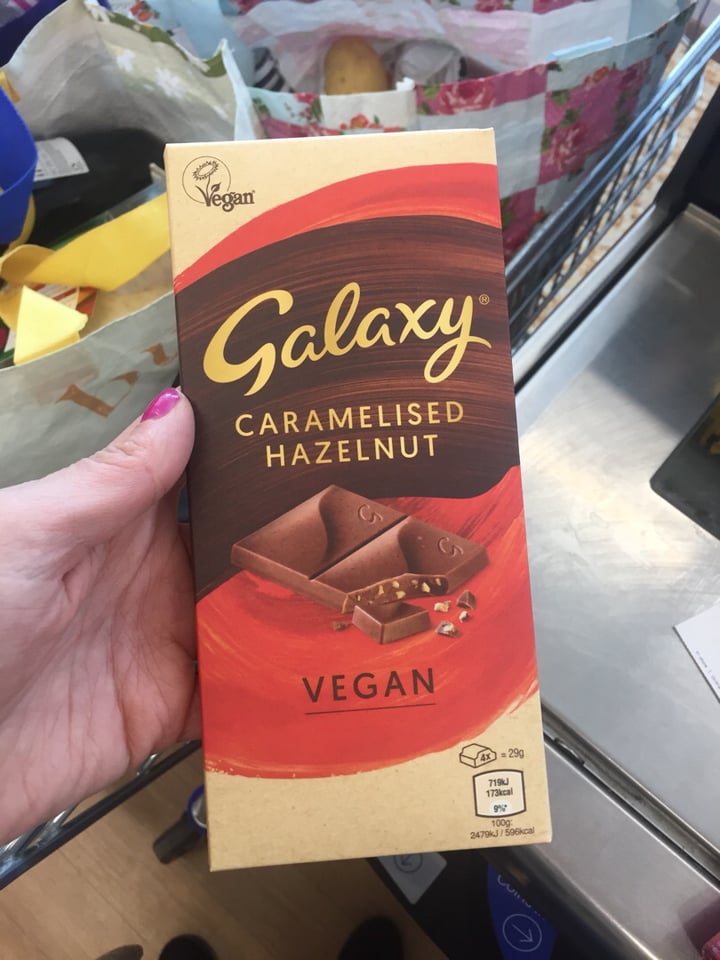 Vegan
Galaxy®
CARAMELISED
HAZELNUT
G
G
VEGAN
4x = 29g
719kJ
173kcal
9%*
100g:
2479kJ / 596kcal